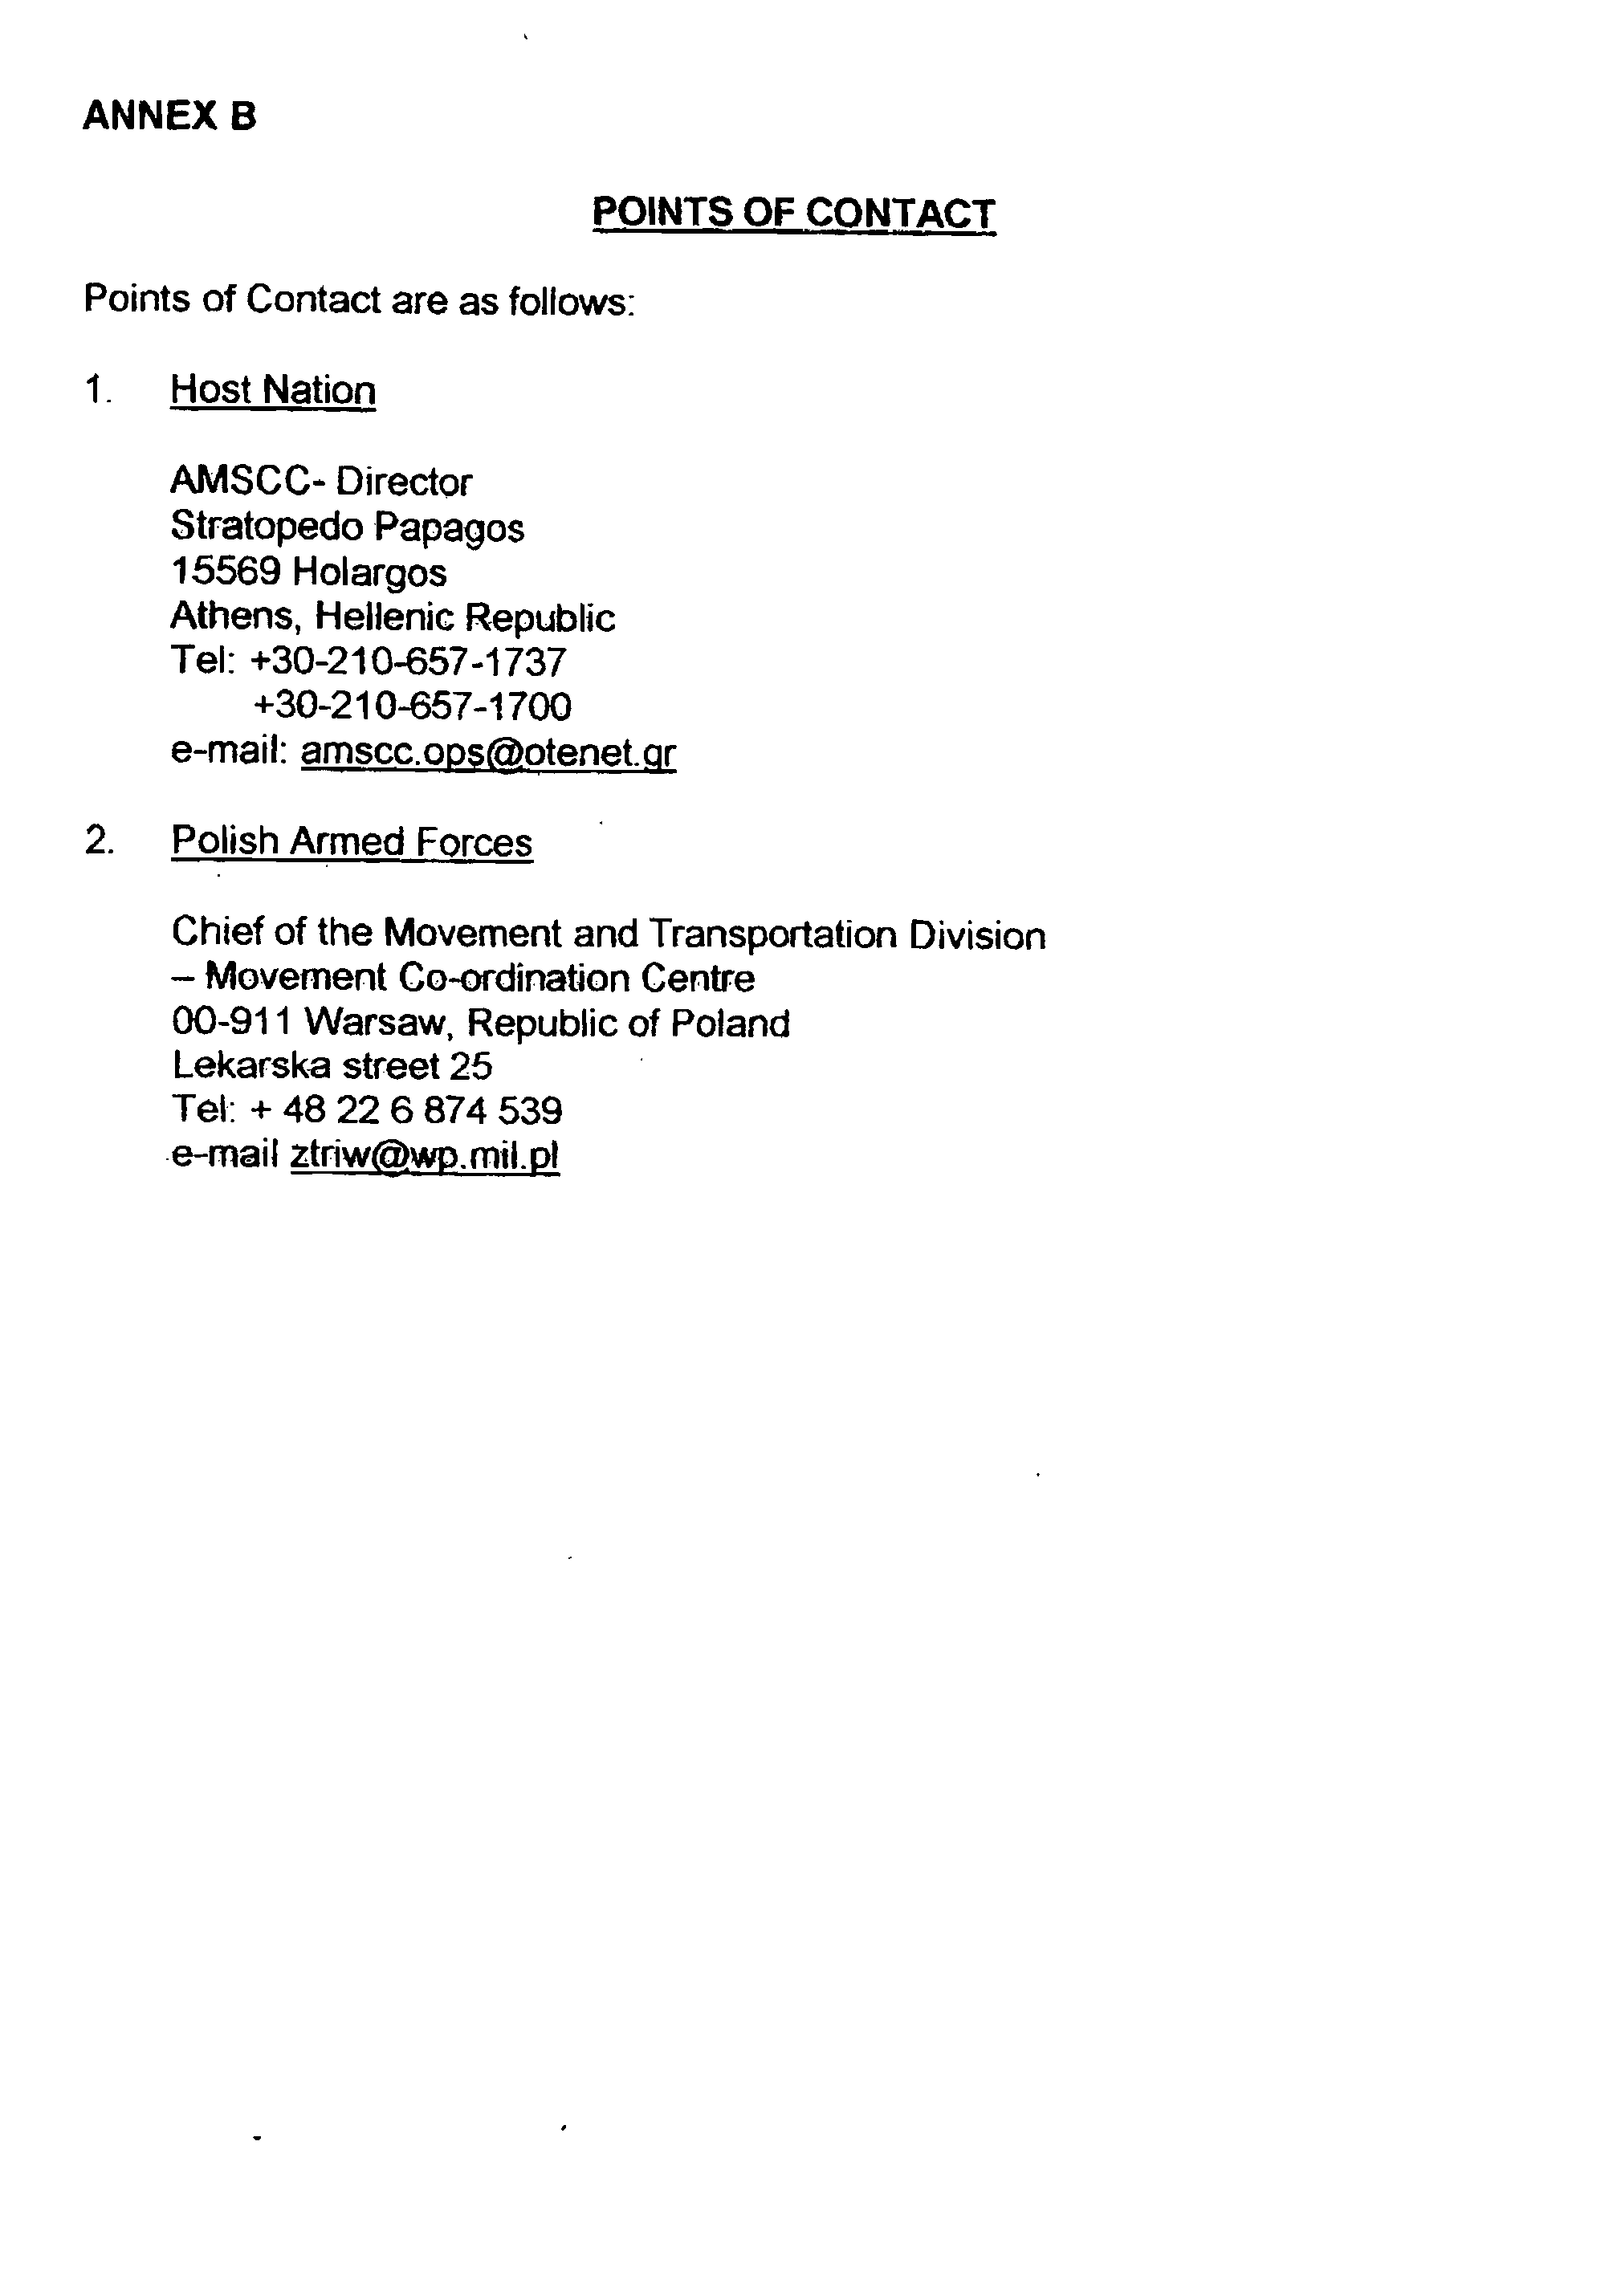 ANNEX B
POINTS OF CONTACT
Points of Contact are as follows:
1. Host Nation
AMSCC- Director
Stratopedo Papagos
15569 Holargos
Athens, Hellenic Republic
Tel: +30-210-657-1737
+30-210-657-1700
e-mail: amscc.ops@otenet.gr
2. Polish Armed Forces
Chief of the Movement and Transportation Division
– Movement Co-ordination Centre
00-911 Warsaw, Republic of Poland
Lekarska street 25
Tel: + 48 22 6 874 539
e-mail ztriw@wp.mil.pl